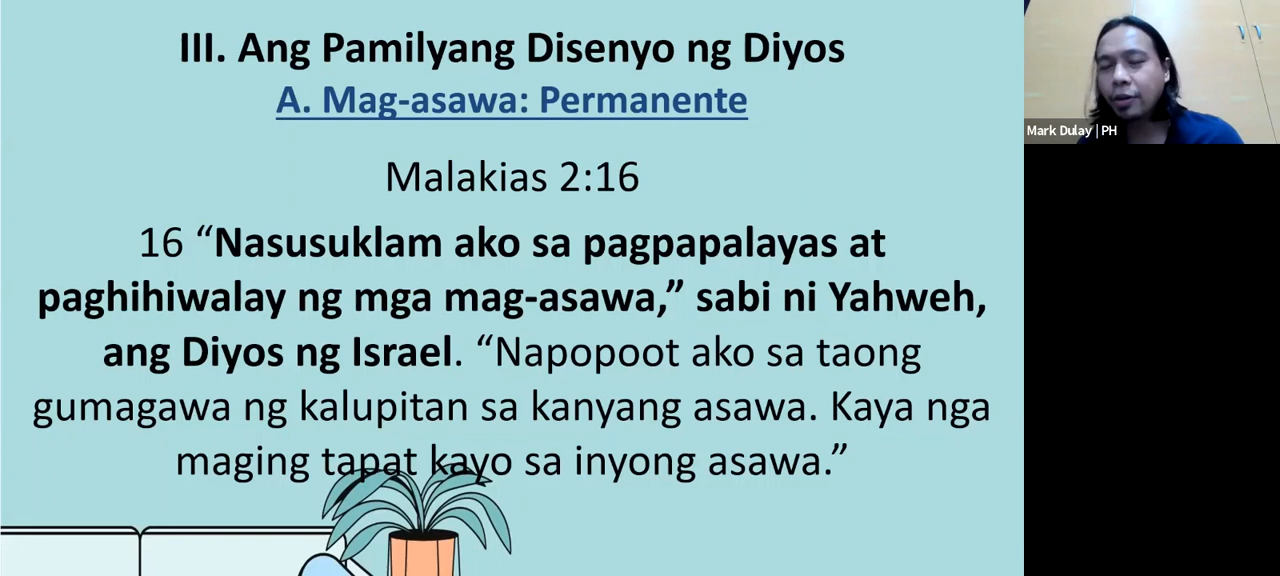 III. Ang Pamilyang Disenyo ng Diyos
A. Mag-asawa: Permanente
Malakias 2:16
16 “Nasusuklam ako sa pagpapalayas at
paghihiwalay ng mga mag-asawa,” sabi ni Yahweh,
ang Diyos ng Israel. “Napopoot ako sa taong
gumagawa ng kalupitan sa kanyang asawa. Kaya nga
maging tapat kayo sa inyong asawa.”
Mark Dulay | PH